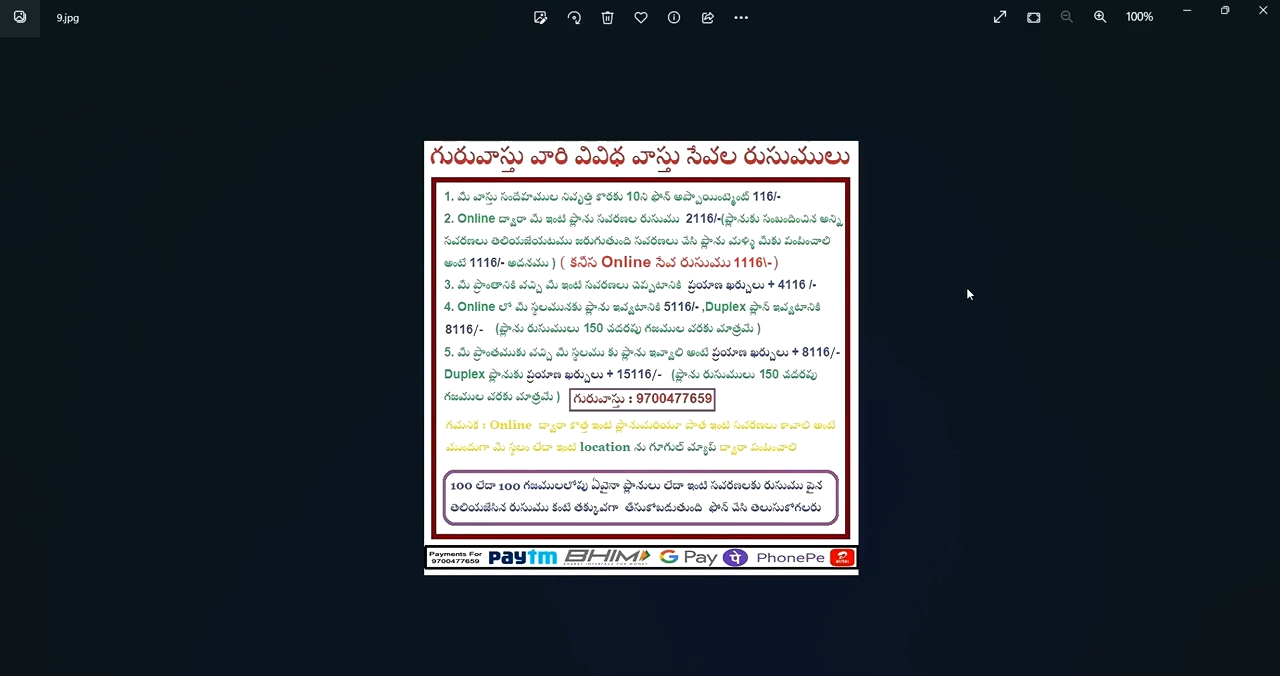 9.jpg
100%
గురువాస్తు వారి వివిధ వాస్తు సేవల రుసుములు
1. మీ వాస్తు సందేహముల నివృత్తి కొరకు 10ని ఫోన్ అప్పాయింట్మెంట్ 116/-
2. Online ద్వారా మీ ఇంటి ప్లాను సవరణల రుసుము 2116/-(ప్లానుకు సంబందించిన అన్ని
సవరణలు తెలియజేయటము జరుగుతుంది సవరణలు చేసి ప్లాను మళ్ళి మీకు పంపించాలి
అంటే 1116/- అదనము ) ( కనీస Online సేవ రుసుము 1116\-)
3. మీ ప్రాంతానికి వచ్చి మీ ఇంటి సవరణలు చెప్పటానికి ప్రయాణ ఖర్చులు + 4116 /-
4. Online లో మీ స్థలమునకు ప్లాను ఇవ్వటానికి 5116/- ,Duplex ప్లాన్ ఇవ్వటానికి
8116/- (ప్లాను రుసుములు 150 చదరపు గజముల వరకు మాత్రమే )
5. మీ ప్రాంతముకు వచ్చి మీ స్థలము కు ప్లాను ఇవ్వాలి అంటే ప్రయాణ ఖర్చులు + 8116/-
Duplex ప్లానుకు ప్రయాణ ఖర్చులు + 15116/- (ప్లాను రుసుములు 150 చదరపు
గజముల వరకు మాత్రమే ) గురువాస్తు : 9700477659
గమనిక : Online ద్వారా కొత్త ఇంటి ప్లానుమరియూ పాత ఇంటి సవరణలు కావాలి అంటే
ముందుగా మీ స్థలం లేదా ఇంటి location ను గూగుల్ మ్యాప్ ద్వారా పంపించాలి
100 లేదా 100 గజములలోపు ఏవైనా ప్లానులు లేదా ఇంటి సవరణలకు రుసుము పైన
తెలియజేసిన రుసుము కంటే తక్కువగా తీసుకోబడుతుంది ఫోన్ చేసి తెలుసుకోగలరు
Payments For
9700477659
paytm BHIM G Pay पे PhonePe airtel